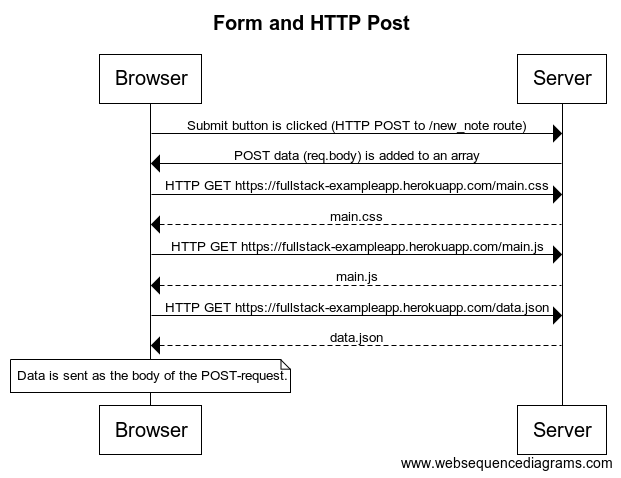 Form and HTTP Post
Browser
Server
Submit button is clicked (HTTP POST to /new_note route)
POST data (req.body) is added to an array
HTTP GET https://fullstack-exampleapp.herokuapp.com/main.css
main.css
HTTP GET https://fullstack-exampleapp.herokuapp.com/main.js
main.js
HTTP GET https://fullstack-exampleapp.herokuapp.com/data.json
data.json
Data is sent as the body of the POST-request.
Browser
Server
www.websequencediagrams.com